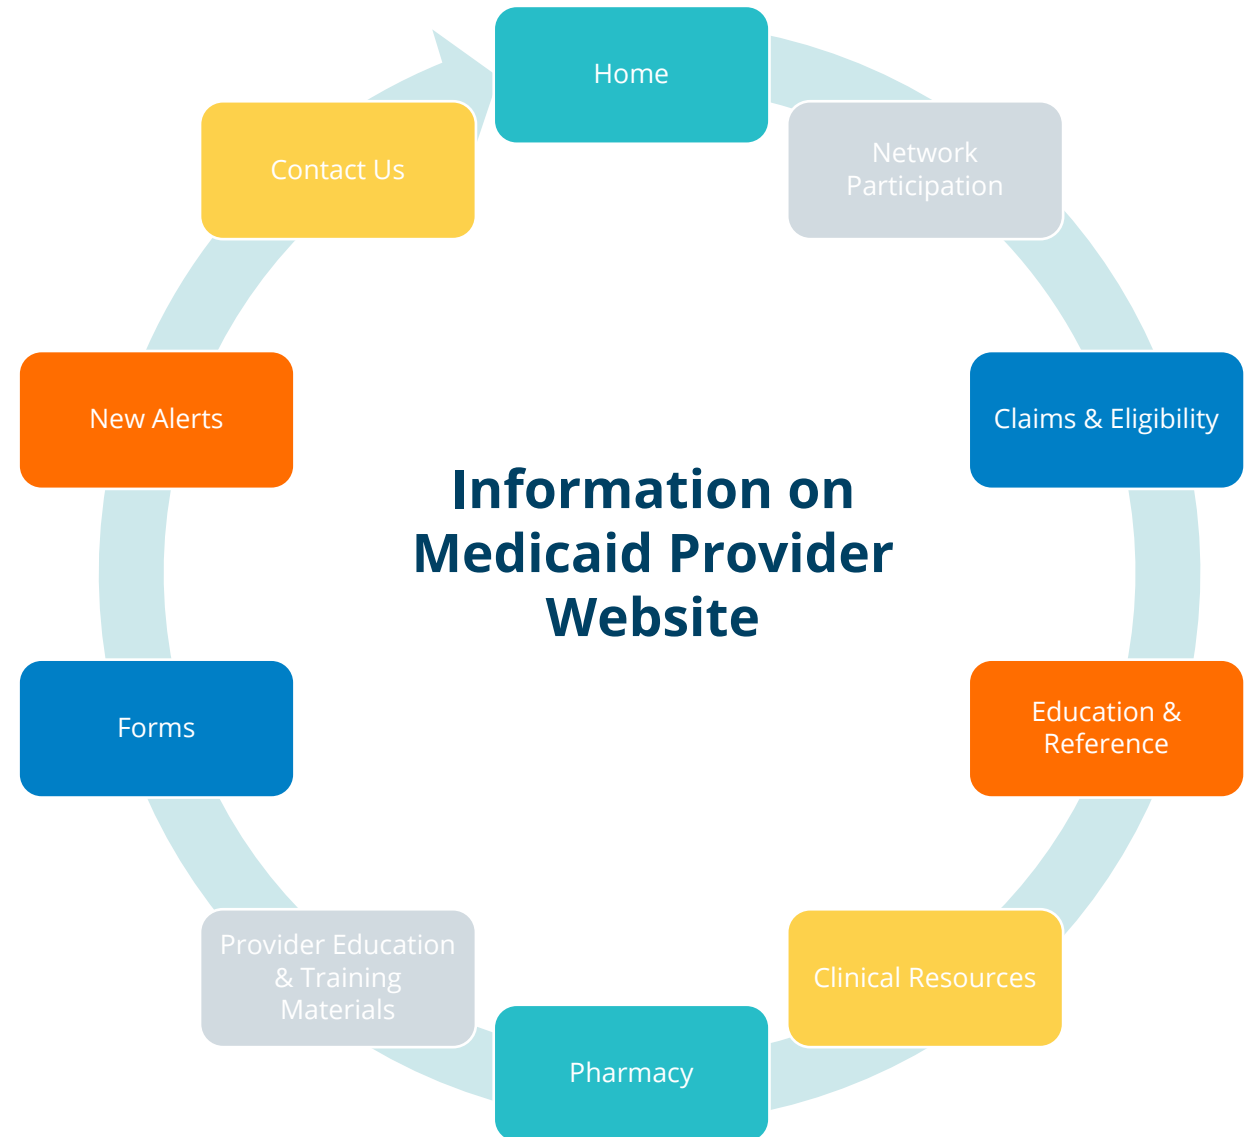 Home
Network
Participation
Claims & Eligibility
Education &
Reference
Clinical Resources
Pharmacy
Provider Education
& Training
Materials
Forms
New Alerts
Contact Us
Information on
Medicaid Provider
Website